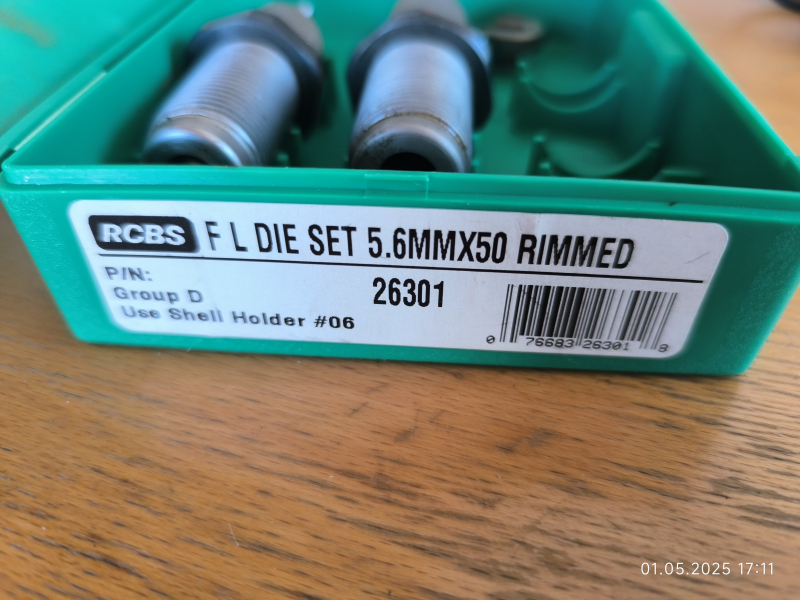 RCBS F L DIE SET 5.6MMX50 RIMMED
P/N: 26301
Group D
Use Shell Holder #06
0 76683 26301 8
01.05.2025 17:11